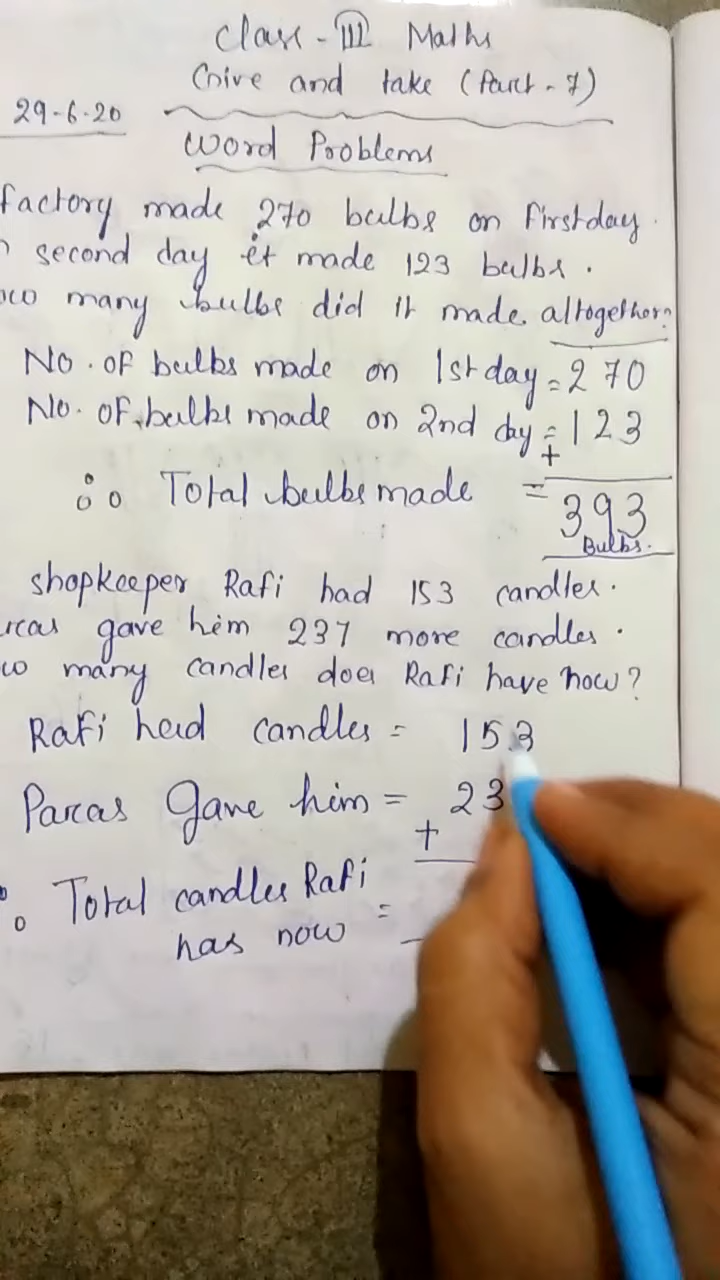 Class - III Maths
Give and take (Part - 7)
29-6-20
Word Problems
factory made 270 bulbs on first day.
second day it made 123 bulbs.
many bulbs did it made altogether?
No. of bulbs made on 1st day = 270
No. of bulbs made on 2nd day = 123
+
∴ Total bulbs made = 393
Bulbs.
shopkeeper Rafi had 153 candles.
gave him 237 more candles.
many candles does Rafi have now?
Rafi had candles = 153
Paras Gave him = 23
+
∴ Total candles Rafi
has now =